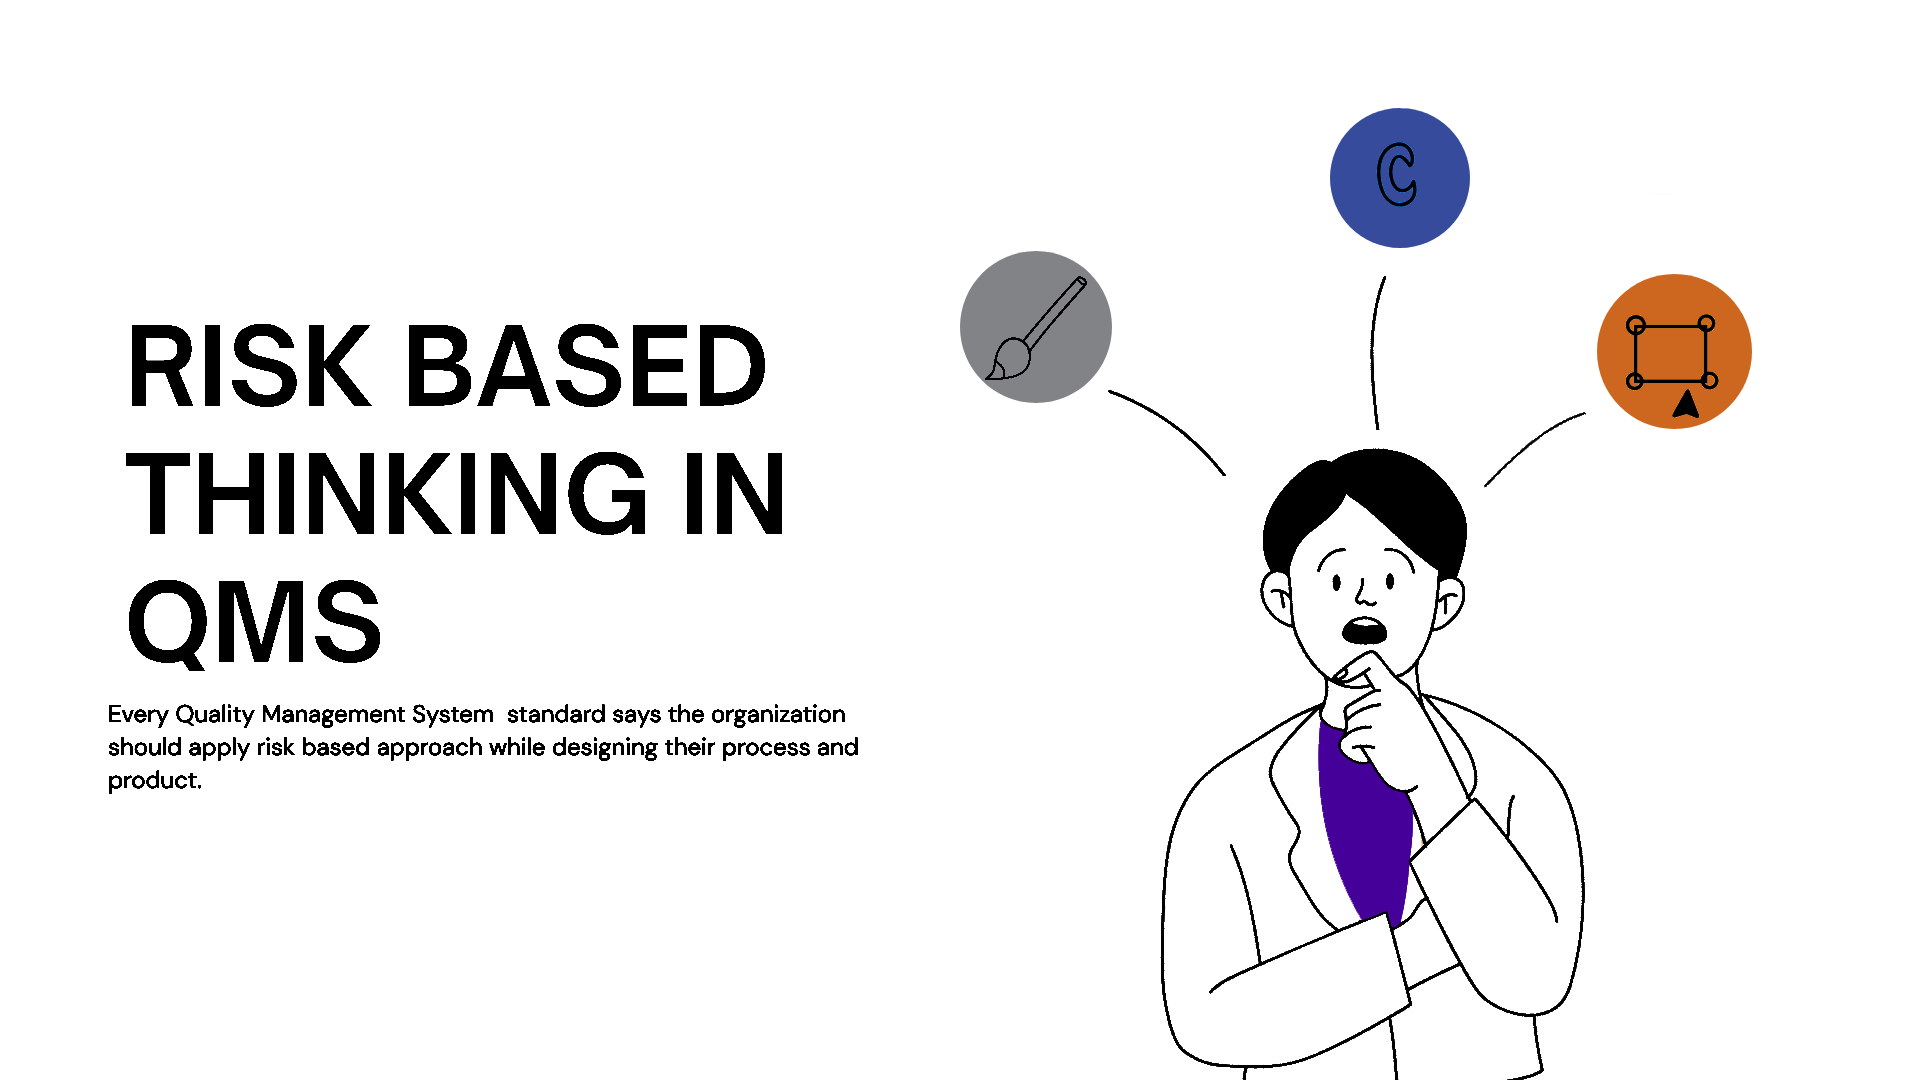 RISK BASED
THINKING IN
QMS
Every Quality Management System  standard says the organization
should apply risk based approach while designing their process and
product.
C